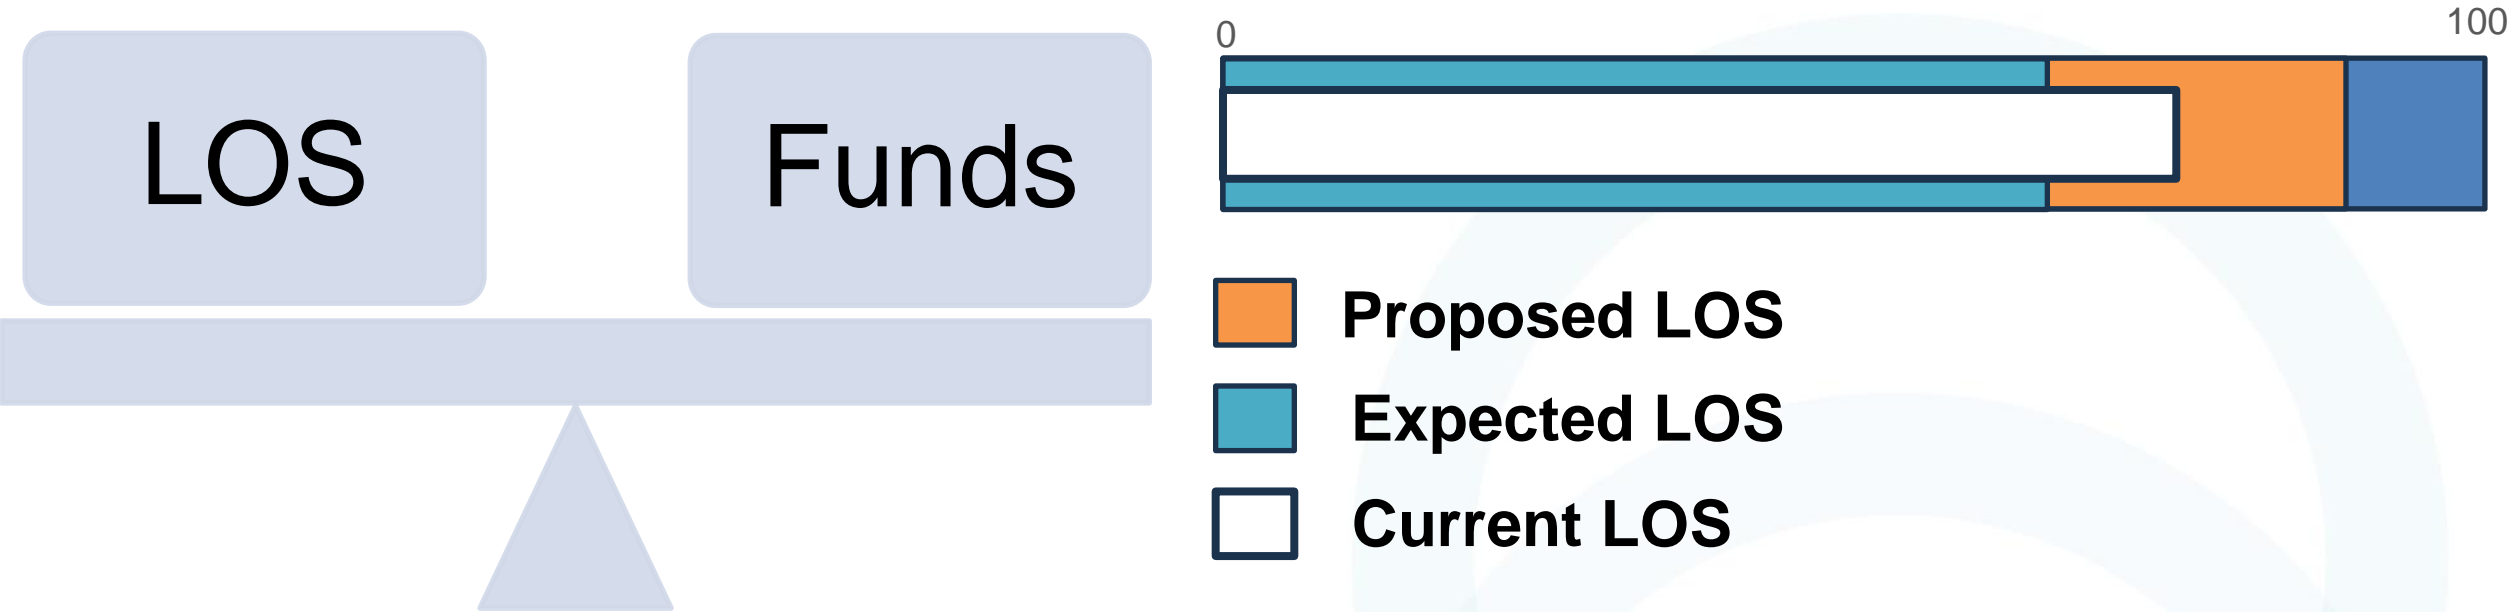 LOS
Funds
0
100
Proposed LOS
Expected LOS
Current LOS